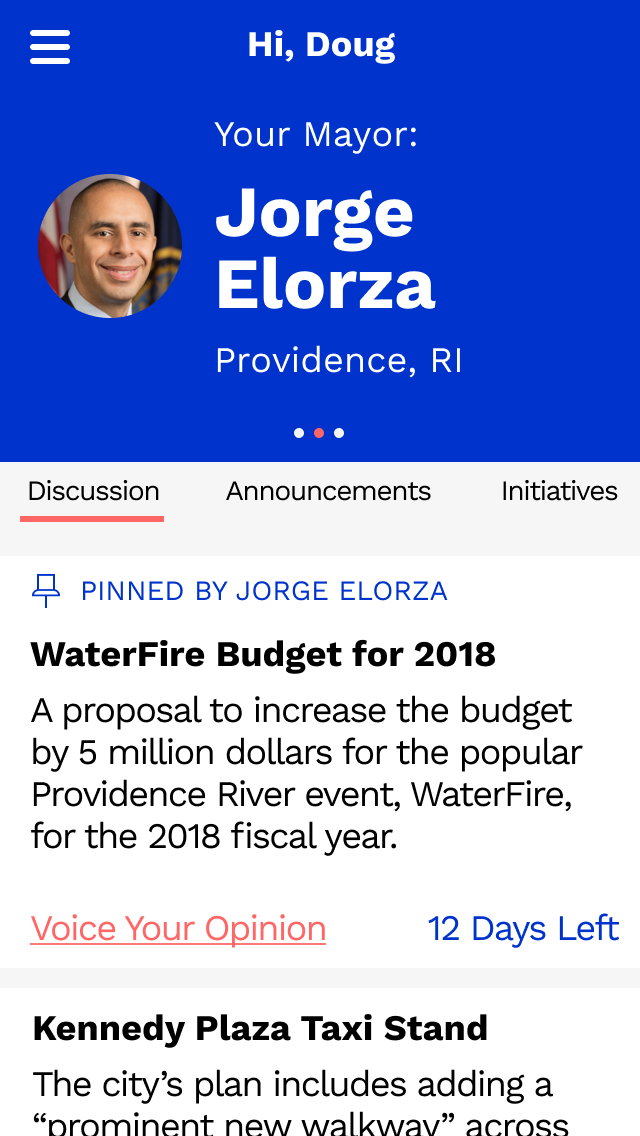 Hi, Doug
Your Mayor:
Jorge
Elorza
Providence, RI
Discussion Announcements Initiatives
PINNED BY JORGE ELORZA
WaterFire Budget for 2018
A proposal to increase the budget
by 5 million dollars for the popular
Providence River event, WaterFire,
for the 2018 fiscal year.
Voice Your Opinion 12 Days Left
Kennedy Plaza Taxi Stand
The city’s plan includes adding a
“prominent new walkway” across